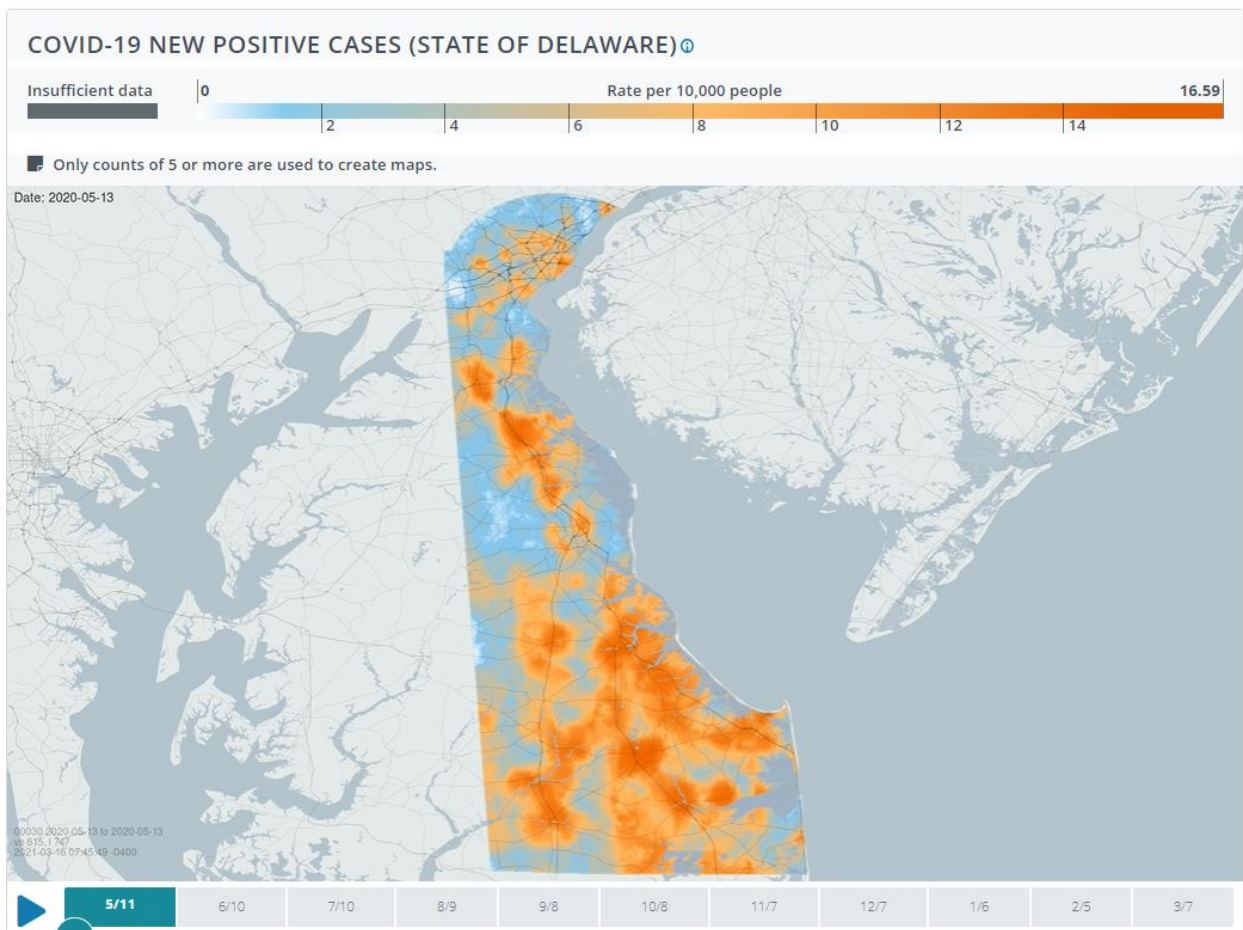 COVID-19 NEW POSITIVE CASES (STATE OF DELAWARE)
Insufficient data
0 Rate per 10,000 people 16.59
2 4 6 8 10 12 14
Only counts of 5 or more are used to create maps.
Date: 2020-05-13
00030 2020-05-13 to 2020-05-13
vo 615, l 747
2021-03-16 07:45:49 -0400
5/11 6/10 7/10 8/9 9/8 10/8 11/7 12/7 1/6 2/5 3/7